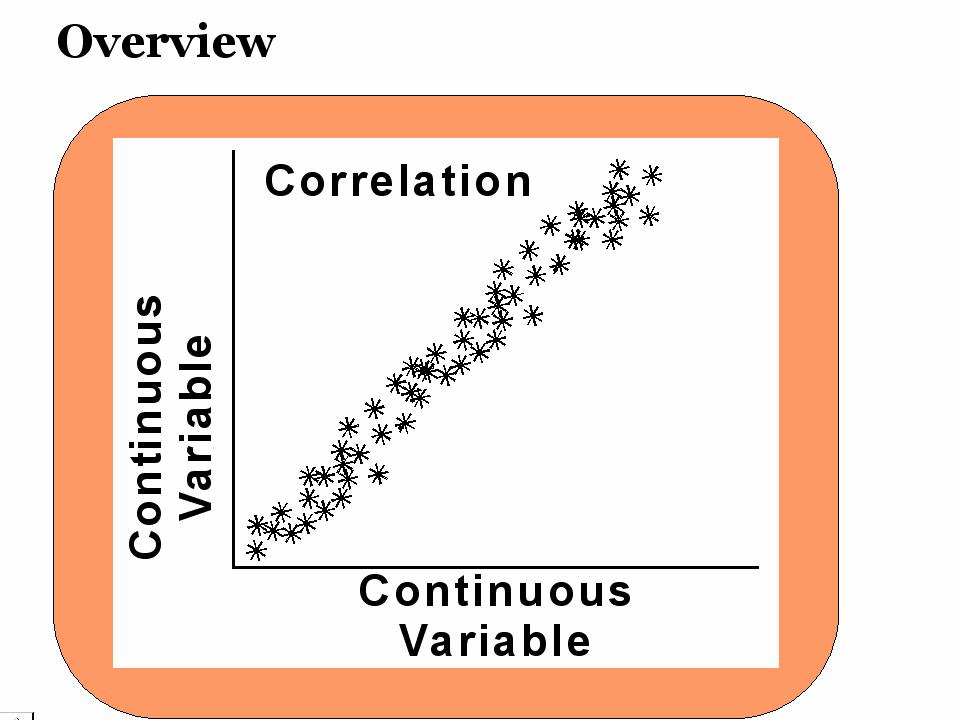 Overview
Correlation
Continuous
Variable
Continuous
Variable